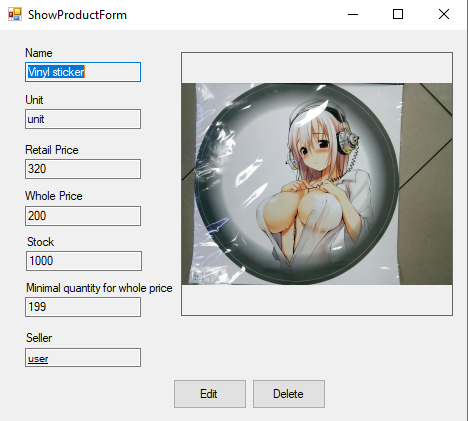 ShowProductForm
Name
Vinyl sticker
Unit
unit
Retail Price
320
Whole Price
200
Stock
1000
Minimal quantity for whole price
199
Seller
user
Edit
Delete